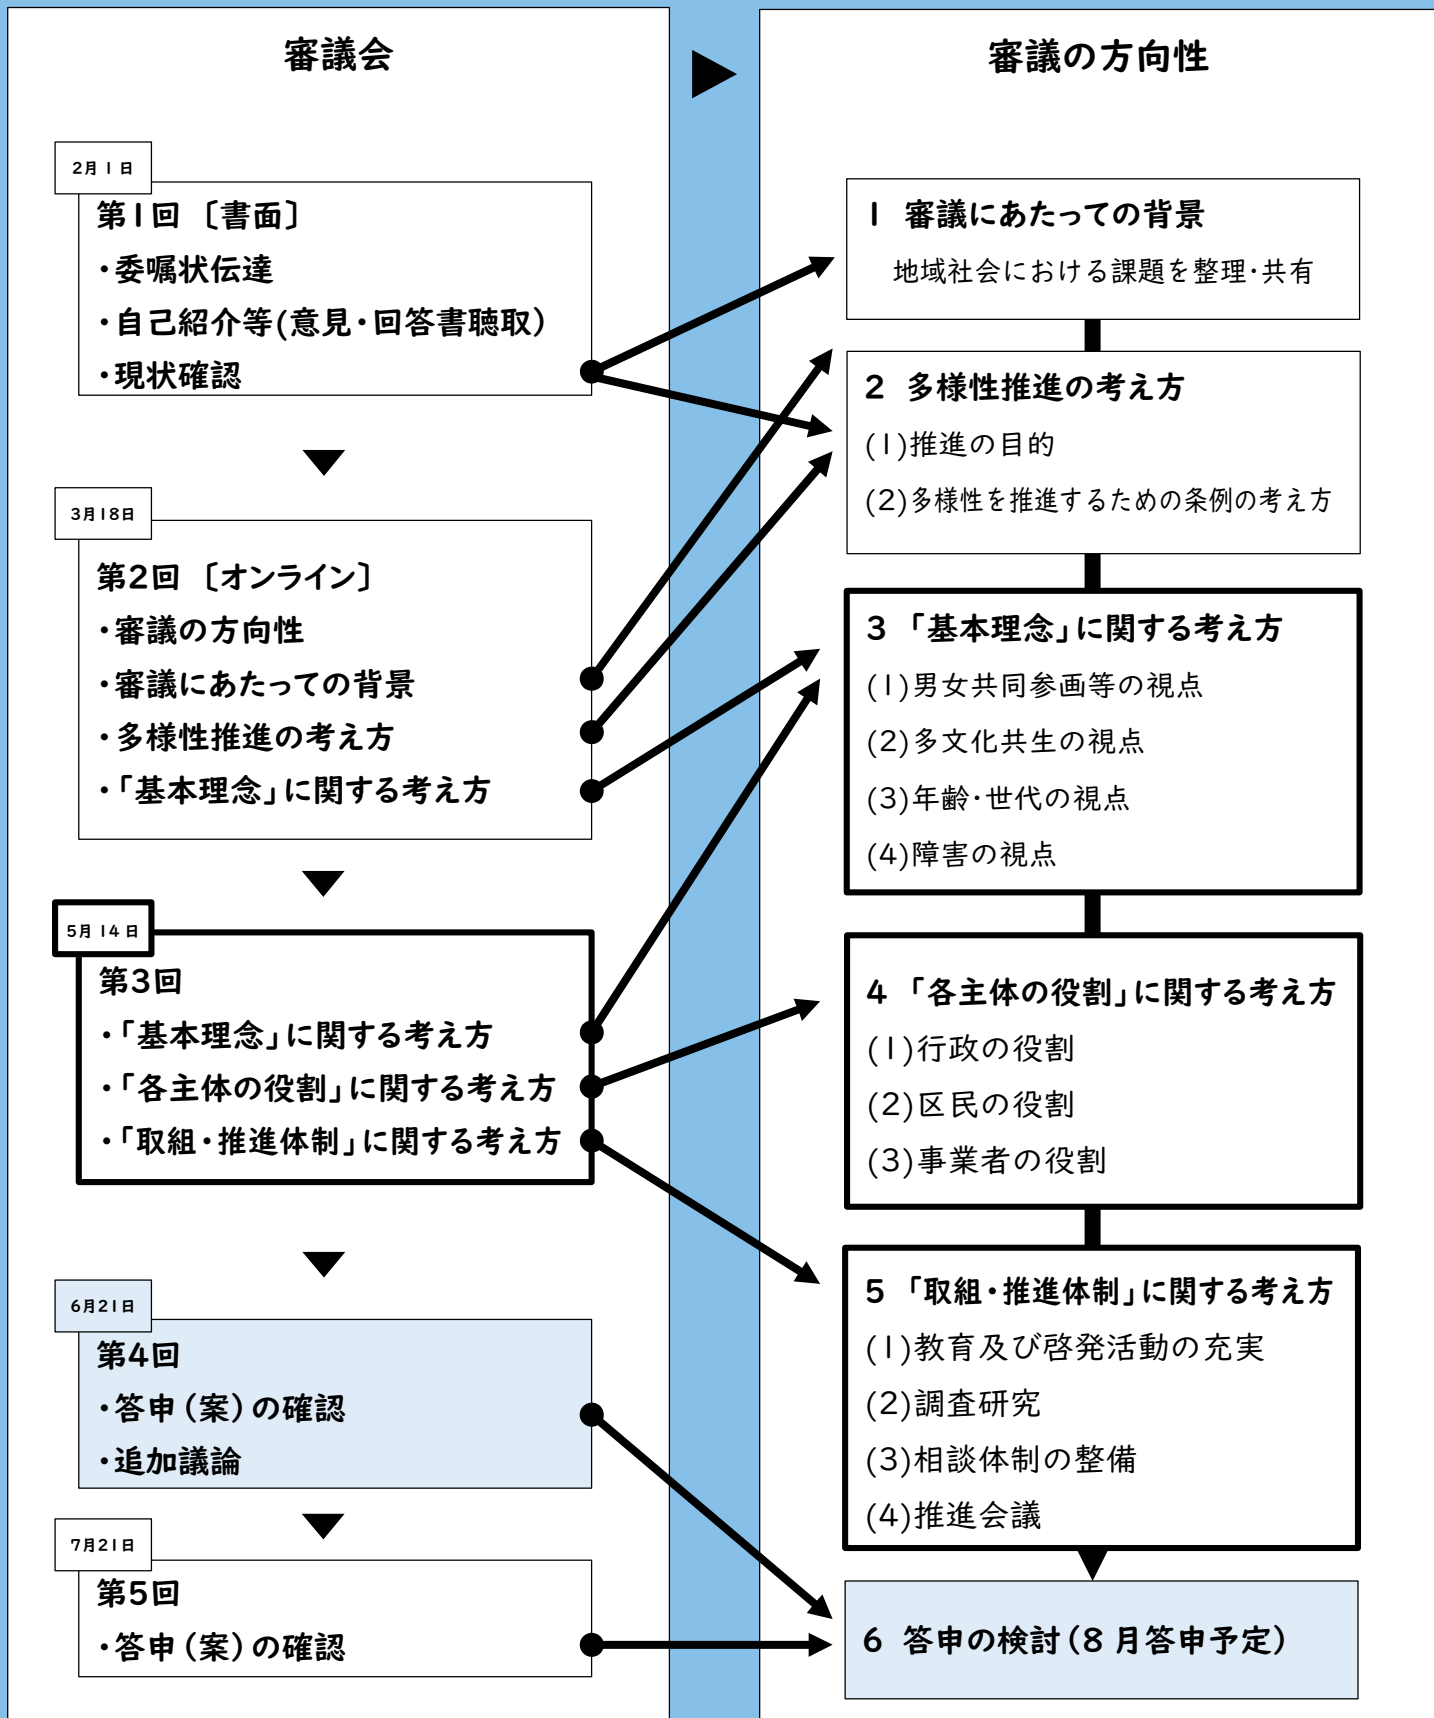 審議会
2月1日
第1回 〔書面〕
・委嘱状伝達
・自己紹介等(意見・回答書聴取)
・現状確認
3月18日
第2回 〔オンライン〕
・審議の方向性
・審議にあたっての背景
・多様性推進の考え方
・「基本理念」に関する考え方
5月14日
第3回
・「基本理念」に関する考え方
・「各主体の役割」に関する考え方
・「取組・推進体制」に関する考え方
6月21日
第4回
・答申(案)の確認
・追加議論
7月21日
第5回
・答申(案)の確認
審議の方向性
1 審議にあたっての背景
地域社会における課題を整理・共有
2 多様性推進の考え方
(1)推進の目的
(2)多様性を推進するための条例の考え方
3 「基本理念」に関する考え方
(1)男女共同参画等の視点
(2)多文化共生の視点
(3)年齢・世代の視点
(4)障害の視点
4 「各主体の役割」に関する考え方
(1)行政の役割
(2)区民の役割
(3)事業者の役割
5 「取組・推進体制」に関する考え方
(1)教育及び啓発活動の充実
(2)調査研究
(3)相談体制の整備
(4)推進会議
6 答申の検討(8月答申予定)